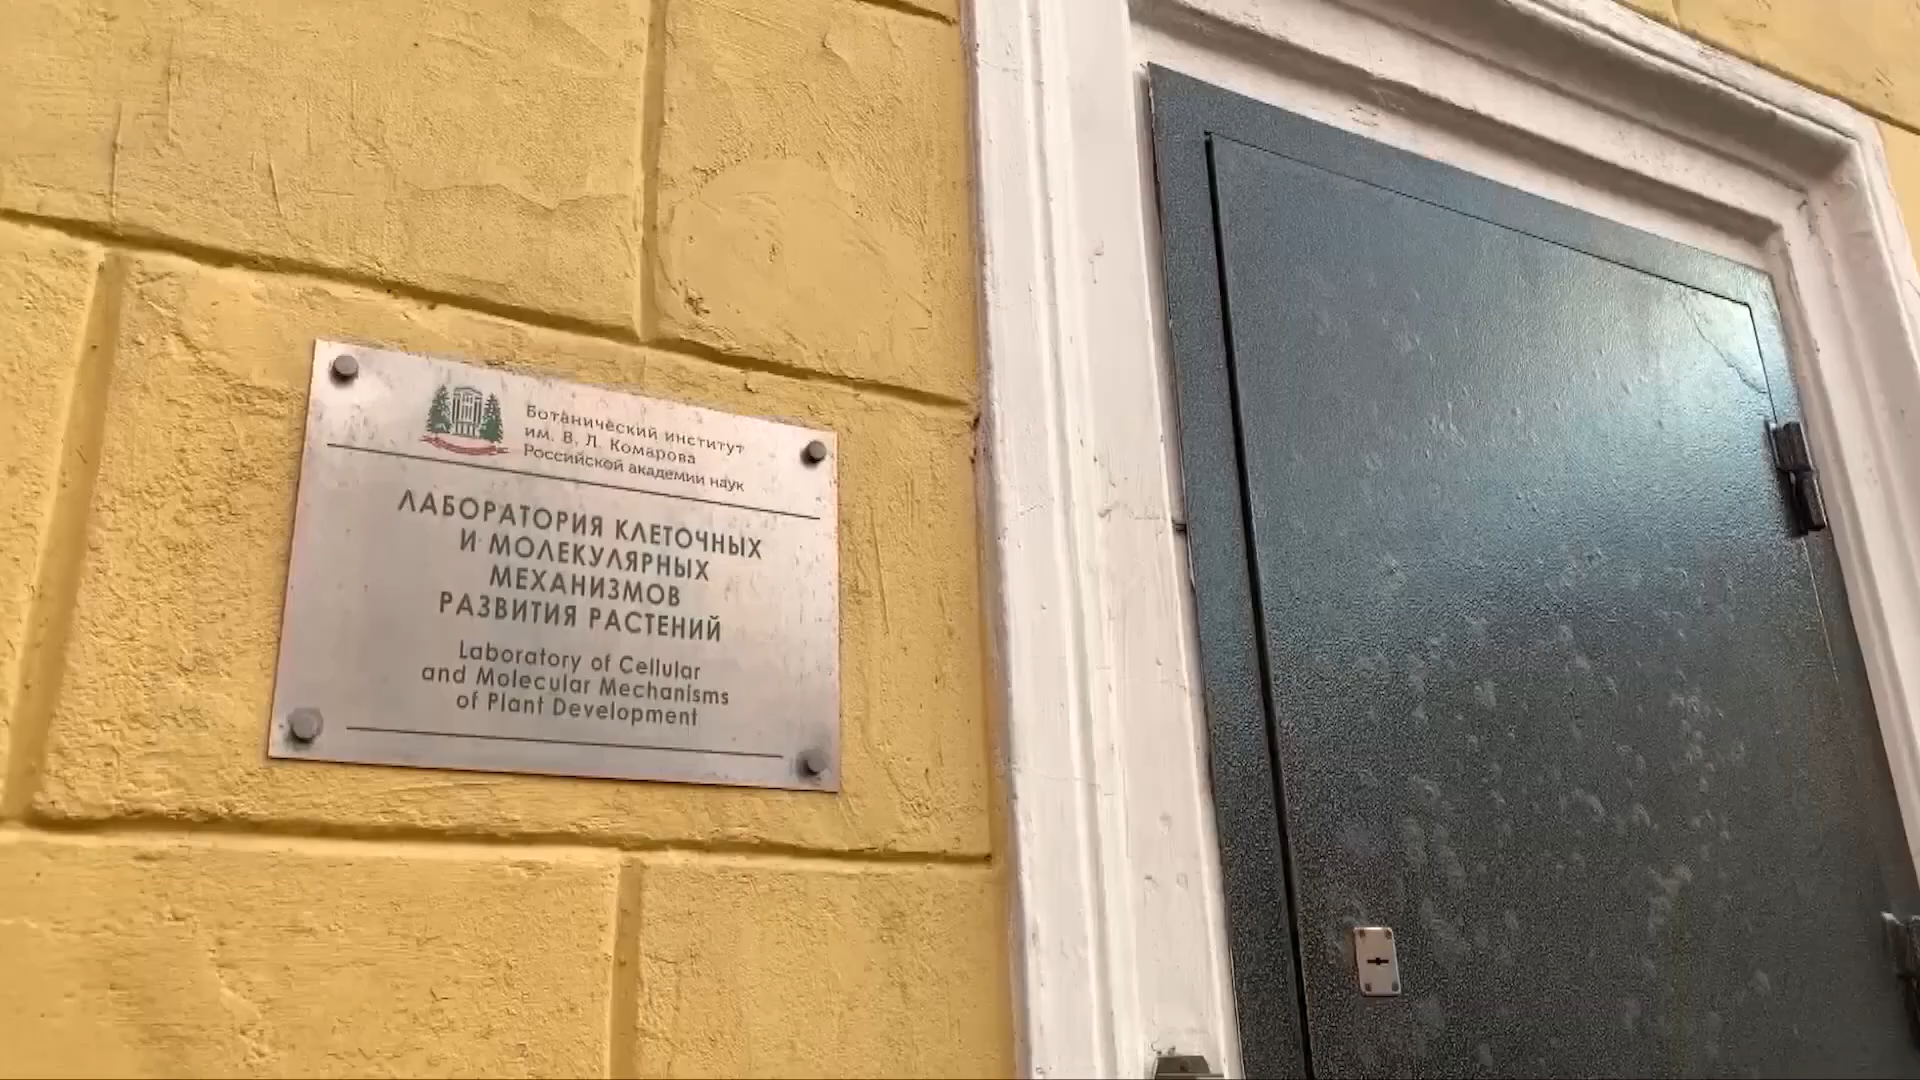 Ботанический институт
им. В. Л. Комарова
Российской академии наук
ЛАБОРАТОРИЯ КЛЕТОЧНЫХ
И МОЛЕКУЛЯРНЫХ
МЕХАНИЗМОВ
РАЗВИТИЯ РАСТЕНИЙ
Laboratory of Cellular
and Molecular Mechanisms
of Plant Development